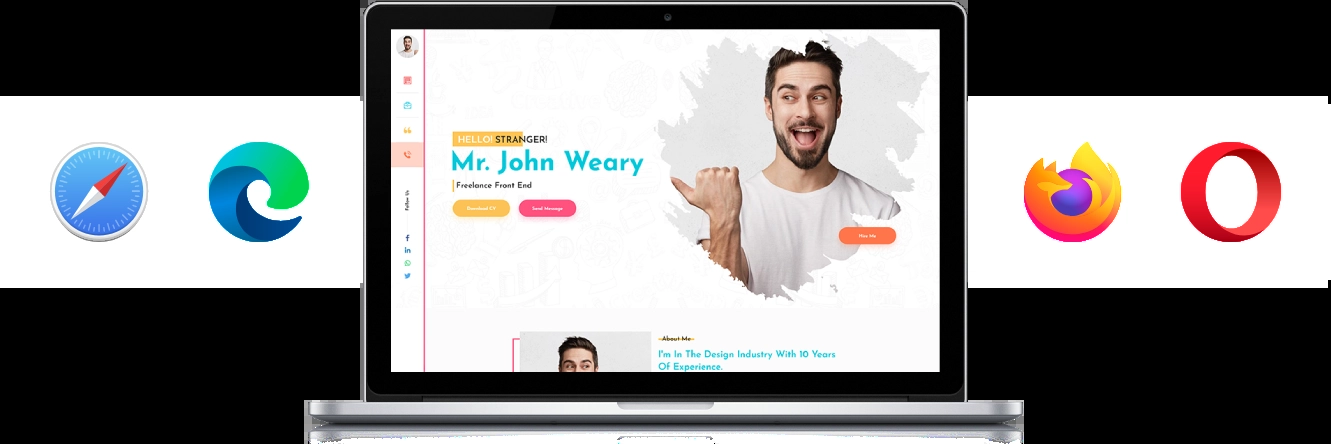 HELLO! STRANGER!
Mr. John Weary
Freelance Front End
Download CV
Send Message
Hire Me
Follow Us
About Me
I'm In The Design Industry With 10 Years
Of Experience.